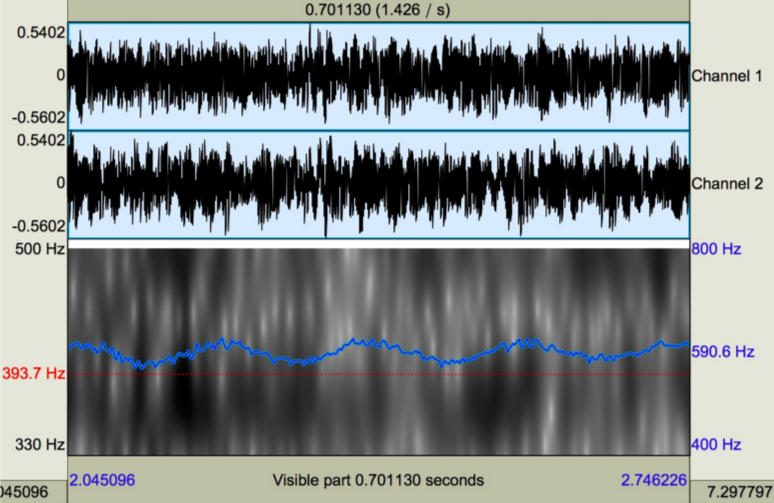 0.701130 (1.426 / s)
0.5402
0
-0.5602
Channel 1
0.5402
0
-0.5602
Channel 2
500 Hz
800 Hz
590.6 Hz
393.7 Hz
330 Hz
400 Hz
2.045096
Visible part 0.701130 seconds
2.746226
045096
7.297797